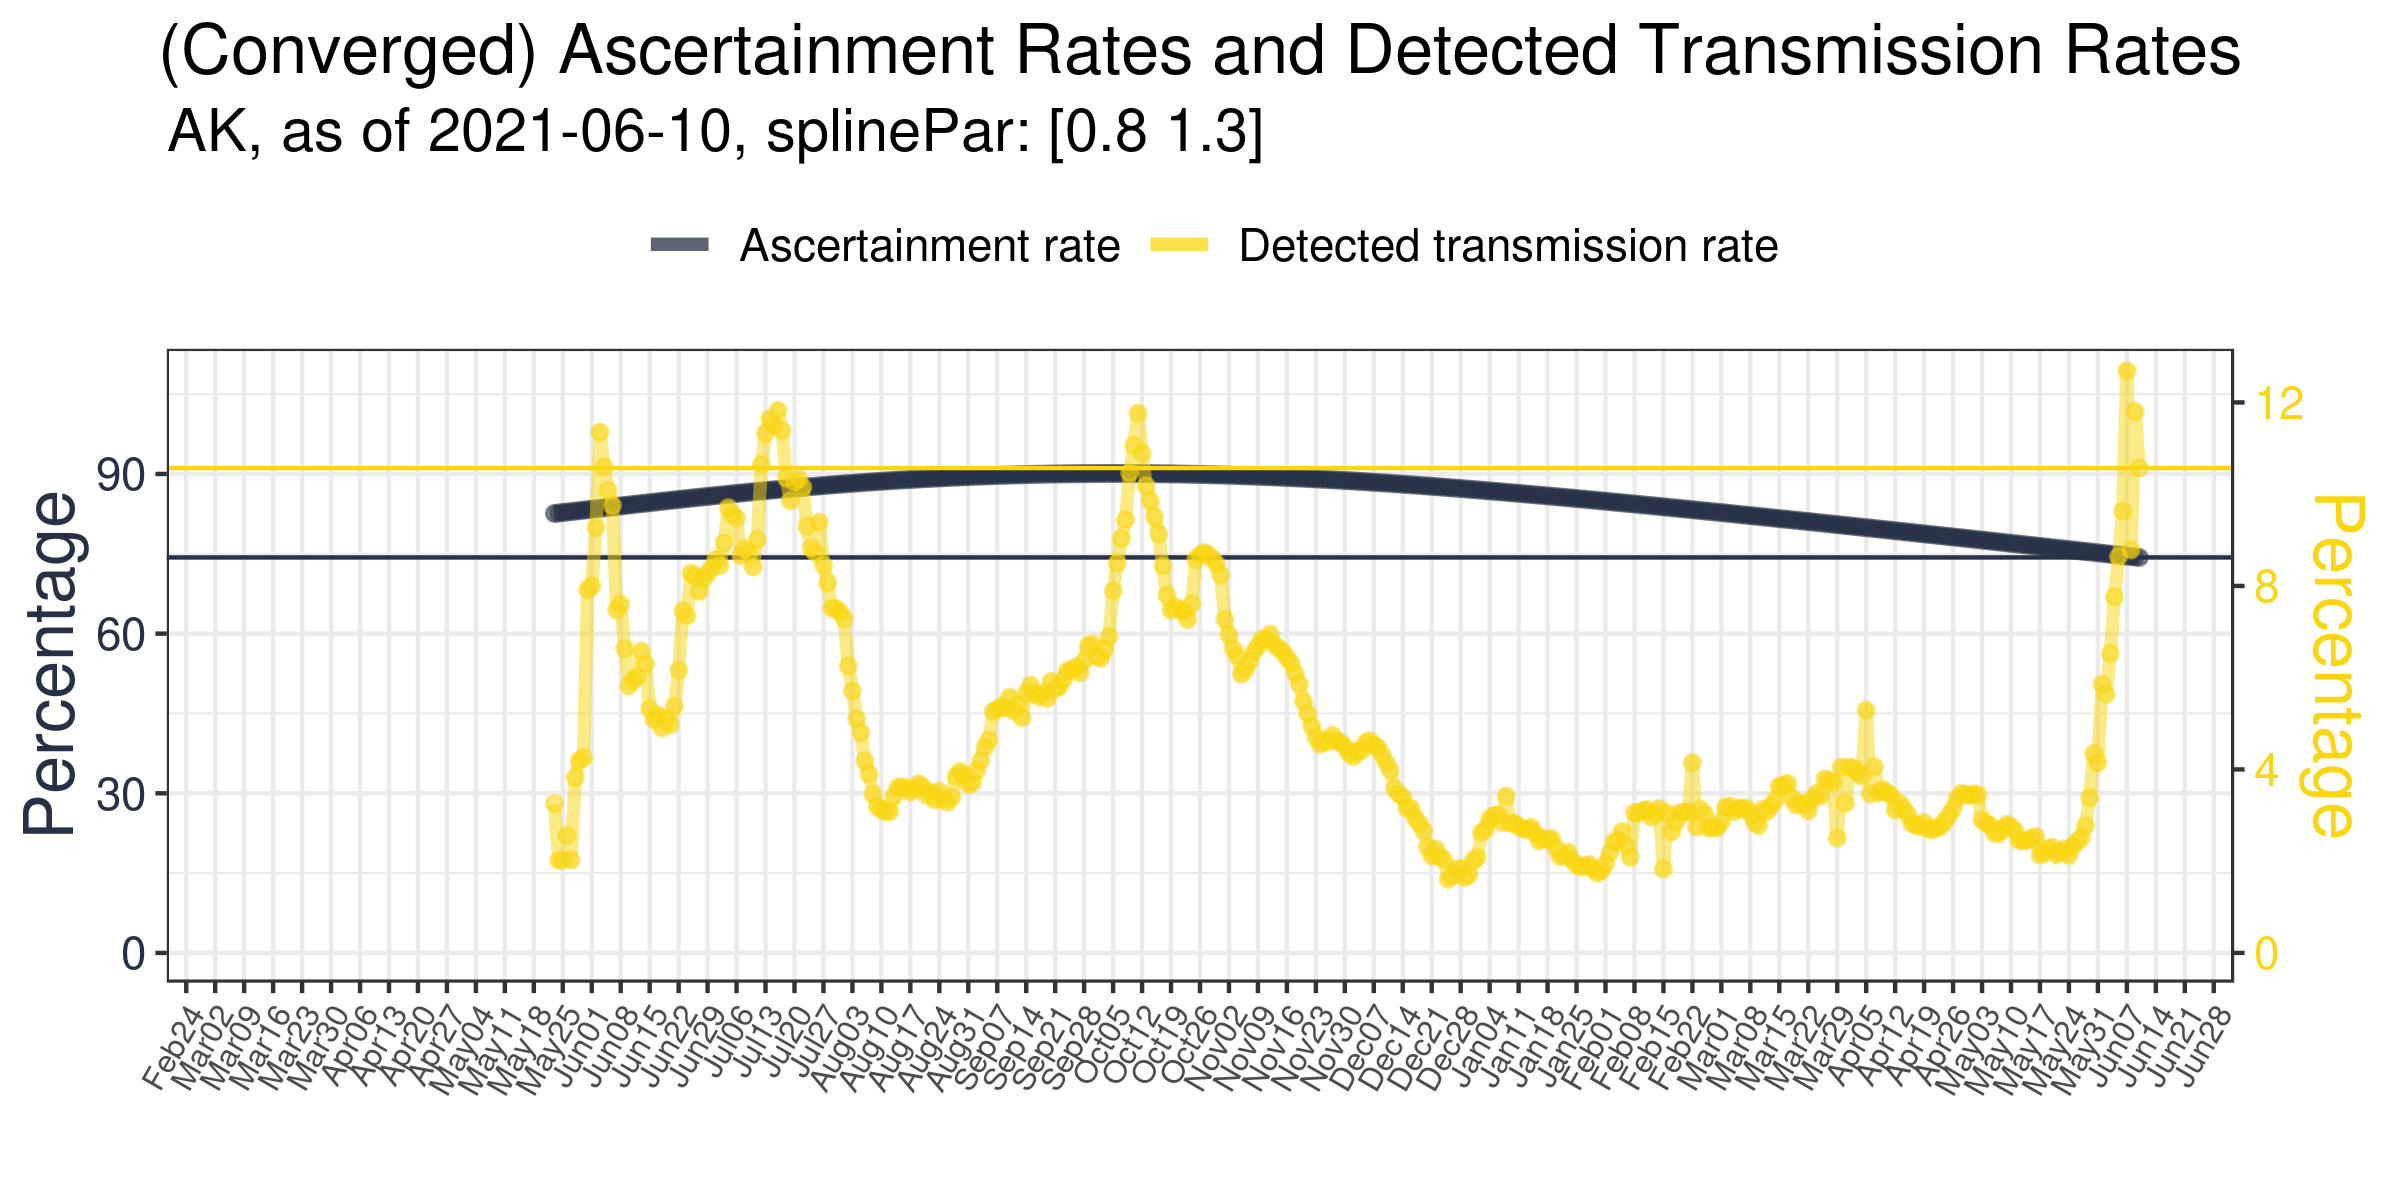 (Converged) Ascertainment Rates and Detected Transmission Rates
AK, as of 2021-06-10, splinePar: [0.8 1.3]
Ascertainment rate
Detected transmission rate
Percentage
90
60
30
0
12
8
4
0
Percentage
Feb24
Mar02
Mar09
Mar16
Mar23
Mar30
Apr06
Apr13
Apr20
Apr27
May04
May11
May18
May25
Jun01
Jun08
Jun15
Jun22
Jun29
Jul06
Jul13
Jul20
Jul27
Aug03
Aug10
Aug17
Aug24
Aug31
Sep07
Sep14
Sep21
Sep28
Oct05
Oct12
Oct19
Oct26
Nov02
Nov09
Nov16
Nov23
Nov30
Dec07
Dec14
Dec21
Dec28
Jan04
Jan11
Jan18
Jan25
Feb01
Feb08
Feb15
Feb22
Mar01
Mar08
Mar15
Mar22
Mar29
Apr05
Apr12
Apr19
Apr26
May03
May10
May17
May24
May31
Jun07
Jun14
Jun21
Jun28